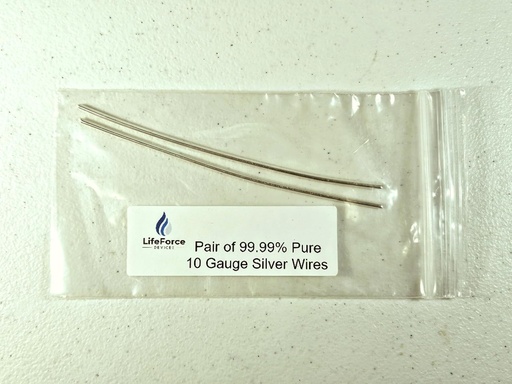 LifeForce
DEVICES
Pair of 99.99% Pure
10 Gauge Silver Wires